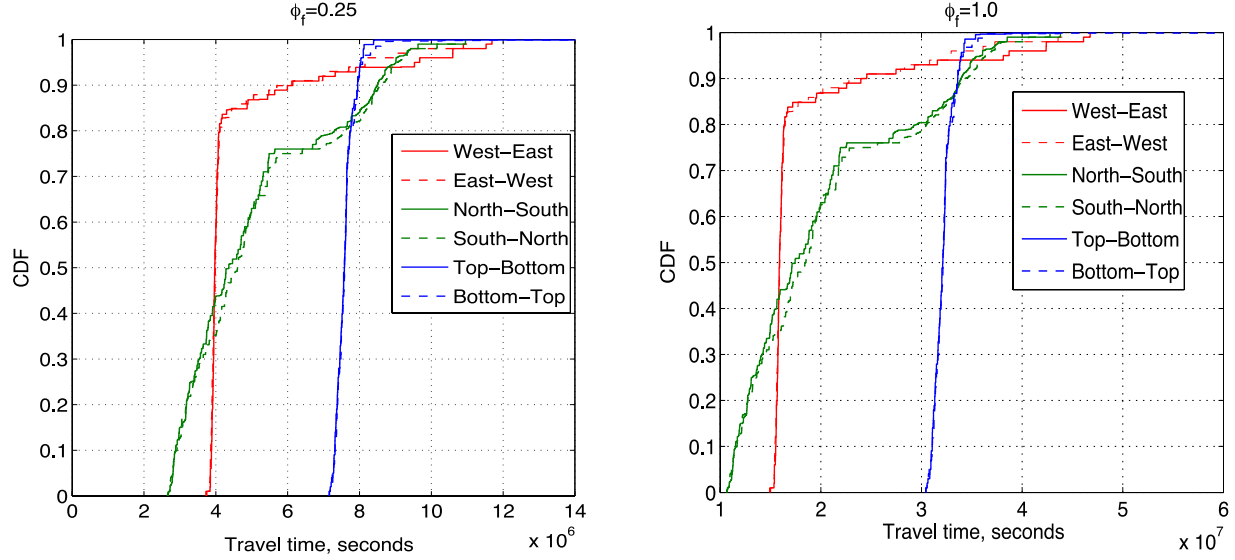 ϕf=0.25
1
0.9
0.8
0.7
0.6
0.5
0.4
0.3
0.2
0.1
0
CDF
West−East
East−West
North−South
South−North
Top−Bottom
Bottom−Top
0 2 4 6 8 10 12 14
Travel time, seconds
x 10^6
ϕf=1.0
1
0.9
0.8
0.7
0.6
0.5
0.4
0.3
0.2
0.1
0
CDF
West−East
East−West
North−South
South−North
Top−Bottom
Bottom−Top
1 2 3 4 5 6
Travel time, seconds
x 10^7